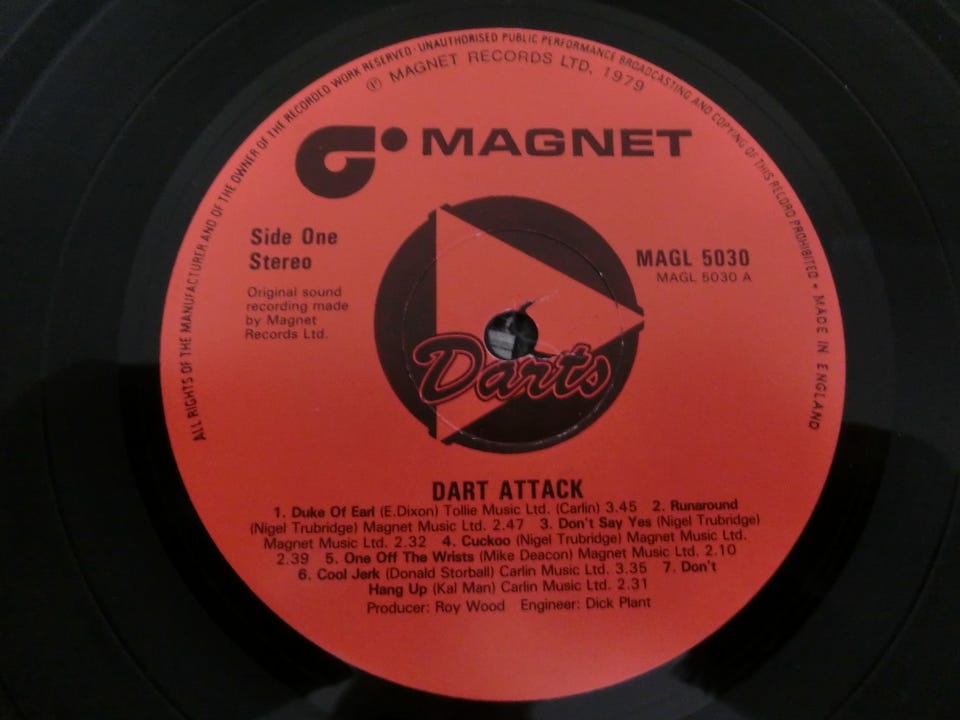 ALL RIGHTS OF THE MANUFACTURER AND OF THE OWNER OF THE RECORDED WORK RESERVED · UNAUTHORISED PUBLIC PERFORMANCE BROADCASTING AND COPYING OF THIS RECORD PROHIBITED • MADE IN ENGLAND
Ⓟ MAGNET RECORDS LTD, 1979
MAGNET
Side One
Stereo
Original sound
recording made
by Magnet
Records Ltd.
MAGL 5030
MAGL 5030 A
Darts
DART ATTACK
1. Duke Of Earl (E.Dixon) Tollie Music Ltd. (Carlin) 3.45 2. Runaround
(Nigel Trubridge) Magnet Music Ltd. 2.47 3. Don't Say Yes (Nigel Trubridge)
Magnet Music Ltd. 2.32 4. Cuckoo (Nigel Trubridge) Magnet Music Ltd.
2.39 5. One Off The Wrists (Mike Deacon) Magnet Music Ltd. 2.10
6. Cool Jerk (Donald Storball) Carlin Music Ltd. 3.35 7. Don't
Hang Up (Kal Man) Carlin Music Ltd. 2.31
Producer: Roy Wood Engineer: Dick Plant